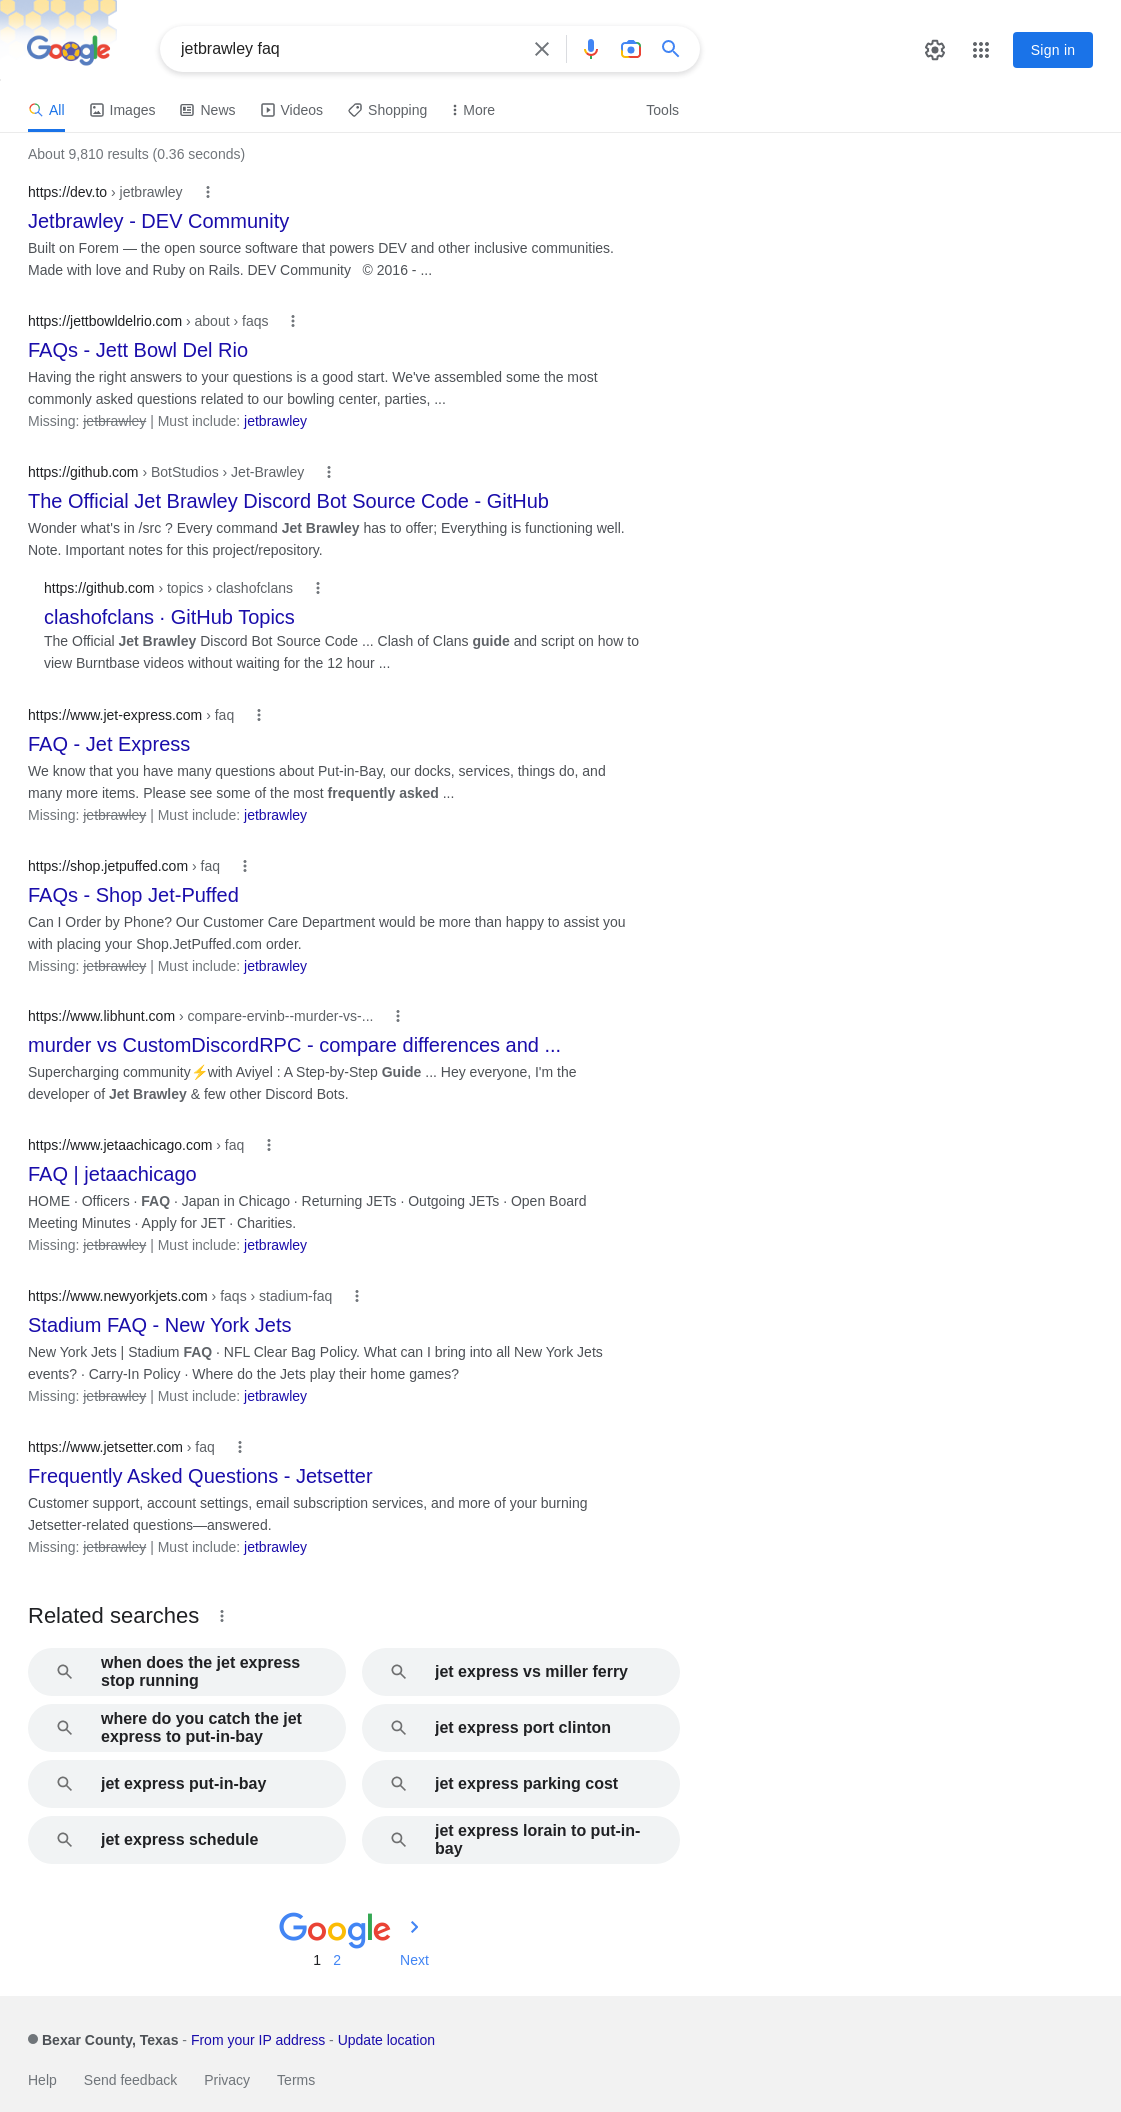 Google
jetbrawley faq
Sign in
All
Images
News
Videos
Shopping
More
Tools
About 9,810 results (0.36 seconds)
https://dev.to › jetbrawley
Jetbrawley - DEV Community
Built on Forem — the open source software that powers DEV and other inclusive communities.
Made with love and Ruby on Rails. DEV Community © 2016 - ...
https://jettbowldelrio.com › about › faqs
FAQs - Jett Bowl Del Rio
Having the right answers to your questions is a good start. We've assembled some the most
commonly asked questions related to our bowling center, parties, ...
Missing: jetbrawley | Must include: jetbrawley
https://github.com › BotStudios › Jet-Brawley
The Official Jet Brawley Discord Bot Source Code - GitHub
Wonder what's in /src ? Every command Jet Brawley has to offer; Everything is functioning well.
Note. Important notes for this project/repository.
https://github.com › topics › clashofclans
clashofclans · GitHub Topics
The Official Jet Brawley Discord Bot Source Code ... Clash of Clans guide and script on how to
view Burntbase videos without waiting for the 12 hour ...
https://www.jet-express.com › faq
FAQ - Jet Express
We know that you have many questions about Put-in-Bay, our docks, services, things do, and
many more items. Please see some of the most frequently asked ...
Missing: jetbrawley | Must include: jetbrawley
https://shop.jetpuffed.com › faq
FAQs - Shop Jet-Puffed
Can I Order by Phone? Our Customer Care Department would be more than happy to assist you
with placing your Shop.JetPuffed.com order.
Missing: jetbrawley | Must include: jetbrawley
https://www.libhunt.com › compare-ervinb--murder-vs-...
murder vs CustomDiscordRPC - compare differences and ...
Supercharging community⚡with Aviyel : A Step-by-Step Guide ... Hey everyone, I'm the
developer of Jet Brawley & few other Discord Bots.
https://www.jetaachicago.com › faq
FAQ | jetaachicago
HOME · Officers · FAQ · Japan in Chicago · Returning JETs · Outgoing JETs · Open Board
Meeting Minutes · Apply for JET · Charities.
Missing: jetbrawley | Must include: jetbrawley
https://www.newyorkjets.com › faqs › stadium-faq
Stadium FAQ - New York Jets
New York Jets | Stadium FAQ · NFL Clear Bag Policy. What can I bring into all New York Jets
events? · Carry-In Policy · Where do the Jets play their home games?
Missing: jetbrawley | Must include: jetbrawley
https://www.jetsetter.com › faq
Frequently Asked Questions - Jetsetter
Customer support, account settings, email subscription services, and more of your burning
Jetsetter-related questions—answered.
Missing: jetbrawley | Must include: jetbrawley
Related searches
when does the jet express
stop running
jet express vs miller ferry
where do you catch the jet
express to put-in-bay
jet express port clinton
jet express put-in-bay
jet express parking cost
jet express schedule
jet express lorain to put-in-
bay
Google
1 2 Next
Bexar County, Texas - From your IP address - Update location
Help Send feedback Privacy Terms